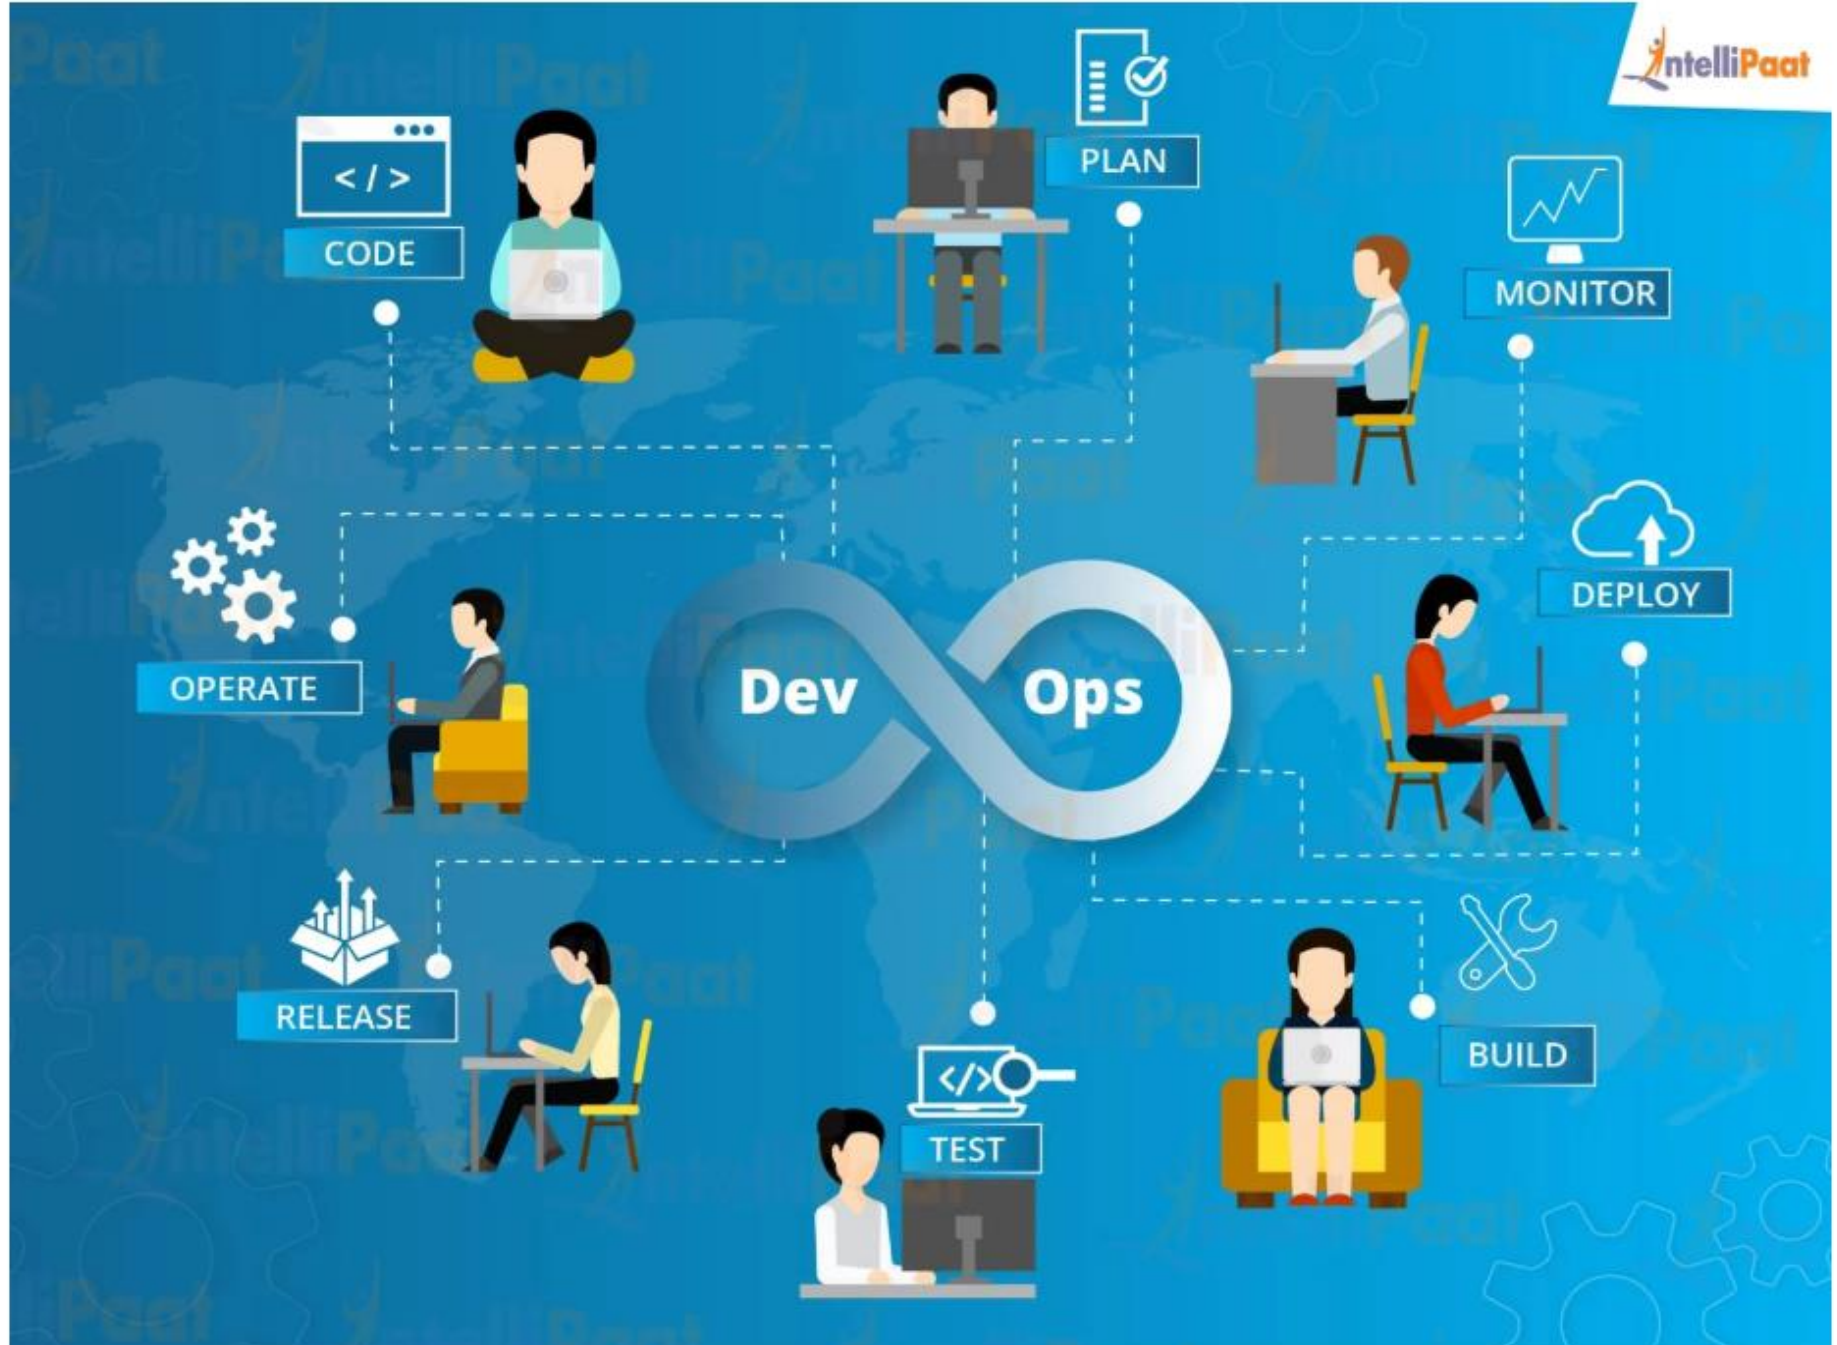 IntelliPaat
PLAN
CODE
</>
MONITOR
DEPLOY
OPERATE
Dev
Ops
RELEASE
BUILD
</>
TEST